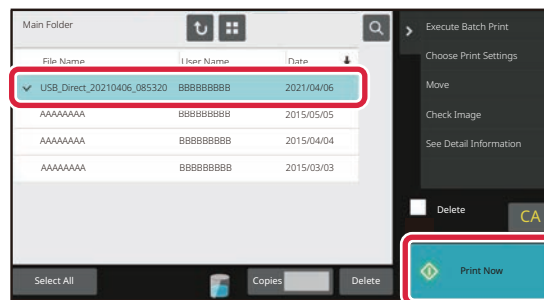 Main Folder
File Name User Name Date
USB_Direct_20210406_085320 BBBBBBBBB 2021/04/06
AAAAAAAA BBBBBBBBB 2015/05/05
AAAAAAAA BBBBBBBBB 2015/04/04
AAAAAAAA BBBBBBBBB 2015/03/03
Select All Copies Delete
Execute Batch Print
Choose Print Settings
Move
Check Image
See Detail Information
Delete
CA
Print Now